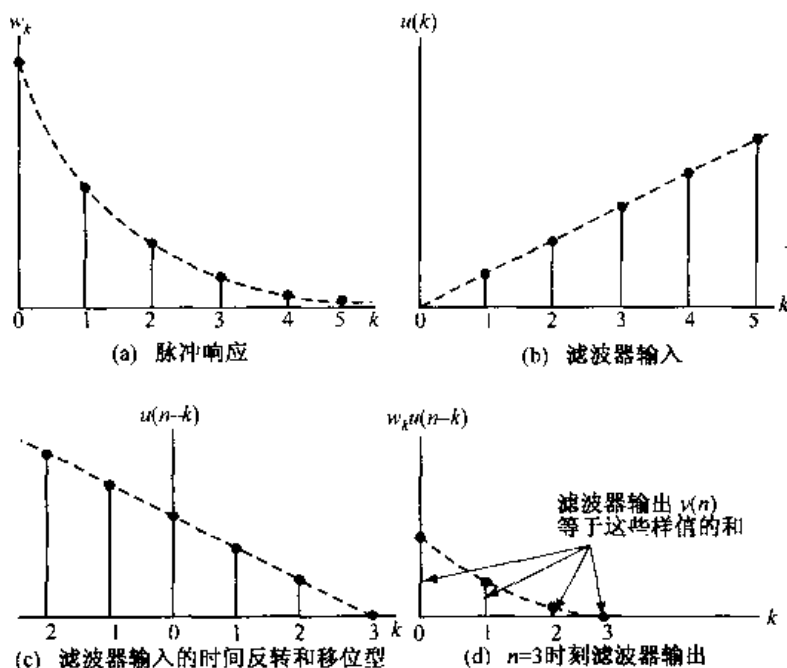 w_k
u(k)
0 1 2 3 4 5 k
0 1 2 3 4 5 k
(a) 脉冲响应
(b) 滤波器输入
u(n--k)
w_k u(n–k)
滤波器输出 y(n)
等于这些样值的和
2 1 0 1 2 3 k
0 1 2 3 k
(c) 滤波器输入的时间反转和移位型
(d) n=3时刻滤波器输出